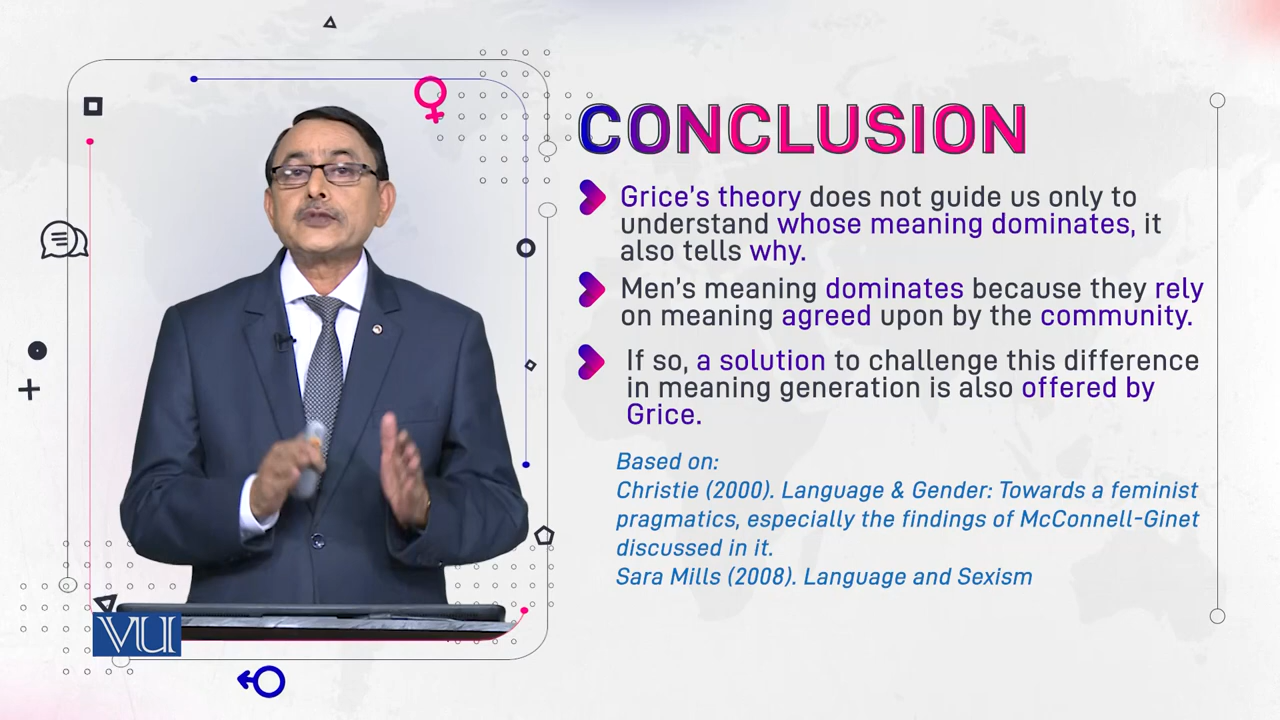 CONCLUSION
Grice's theory does not guide us only to
understand whose meaning dominates, it
also tells why.
Men's meaning dominates because they rely
on meaning agreed upon by the community.
If so, a solution to challenge this difference
in meaning generation is also offered by
Grice.
Based on:
Christie (2000). Language & Gender: Towards a feminist
pragmatics, especially the findings of McConnell-Ginet
discussed in it.
Sara Mills (2008). Language and Sexism
VU